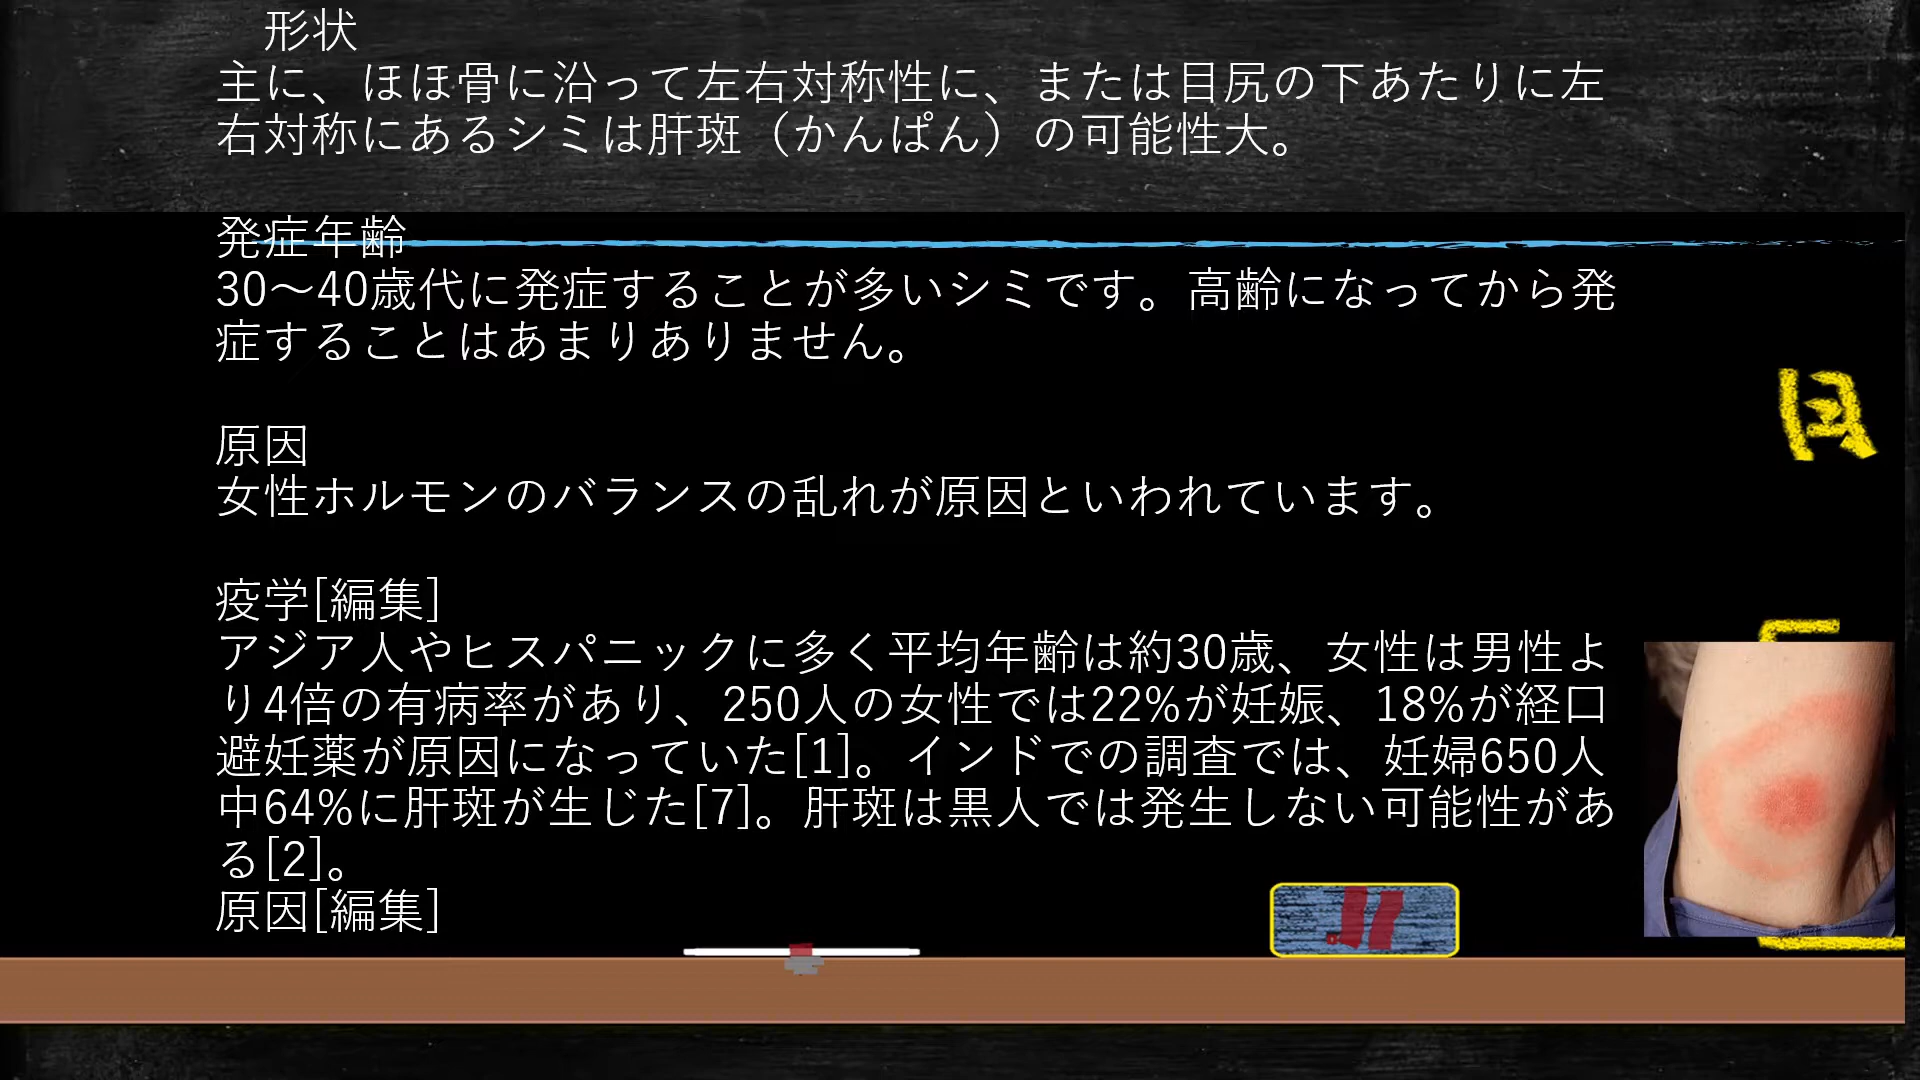 形状
主に、ほほ骨に沿って左右対称性に、または目尻の下あたりに左
右対称にあるシミは肝斑（かんぱん）の可能性大。
発症年齢
30～40歳代に発症することが多いシミです。高齢になってから発
症することはあまりありません。
原因
女性ホルモンのバランスの乱れが原因といわれています。
疫学[編集]
アジア人やヒスパニックに多く平均年齢は約30歳、女性は男性よ
り4倍の有病率があり、250人の女性では22%が妊娠、18%が経口
避妊薬が原因になっていた[1]。インドでの調査では、妊婦650人
中64%に肝斑が生じた[7]。肝斑は黒人では発生しない可能性があ
る[2]。
原因[編集]